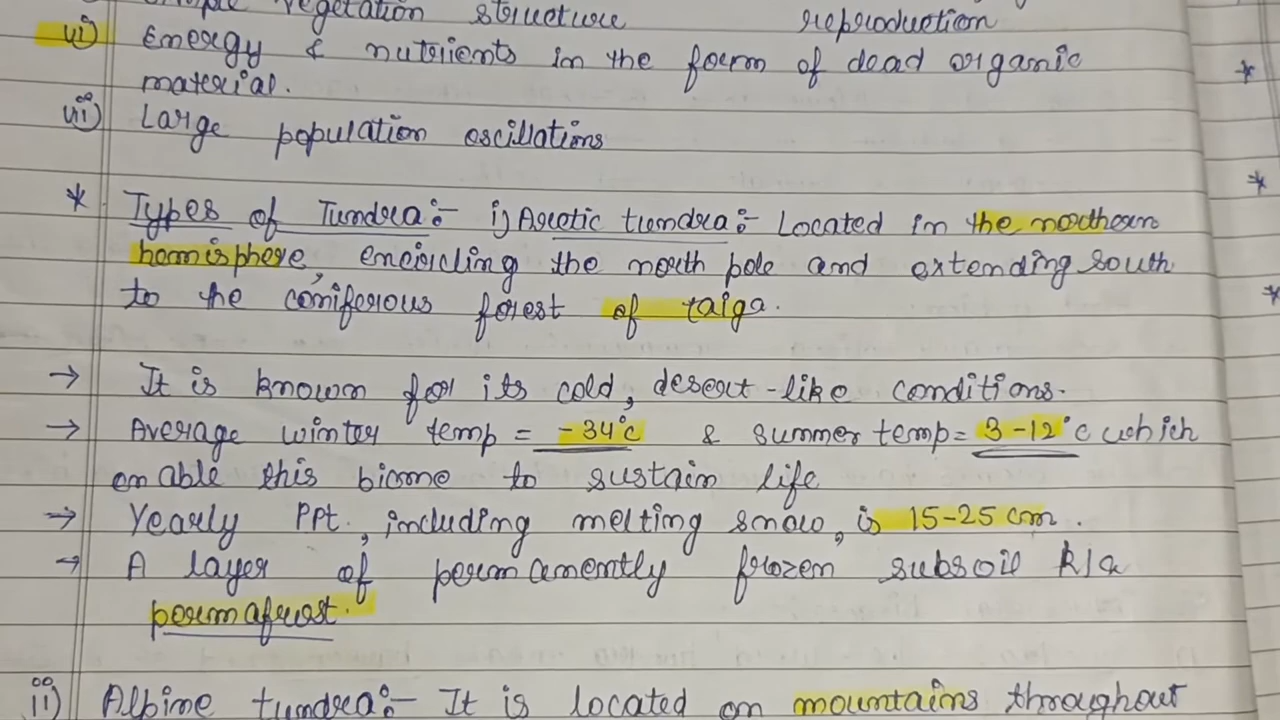 vegetation structure reproduction
vi) Energy & nutrients in the form of dead organic
material.
vii) Large population oscillations
* Types of Tundra:- i) Arctic tundra:- Located in the northern
hemisphere, encircling the north pole and extending south
to the coniferous forest of taiga.
→ It is known for its cold, desert-like conditions.
→ Average winter temp = -34°c & summer temp = 3-12°c which
enable this biome to sustain life
→ Yearly PPt., including melting snow, is 15-25 cm.
→ A layer of permanently frozen subsoil k/a
permafrost.
ii) Alpine tundra:- It is located on mountains throughout